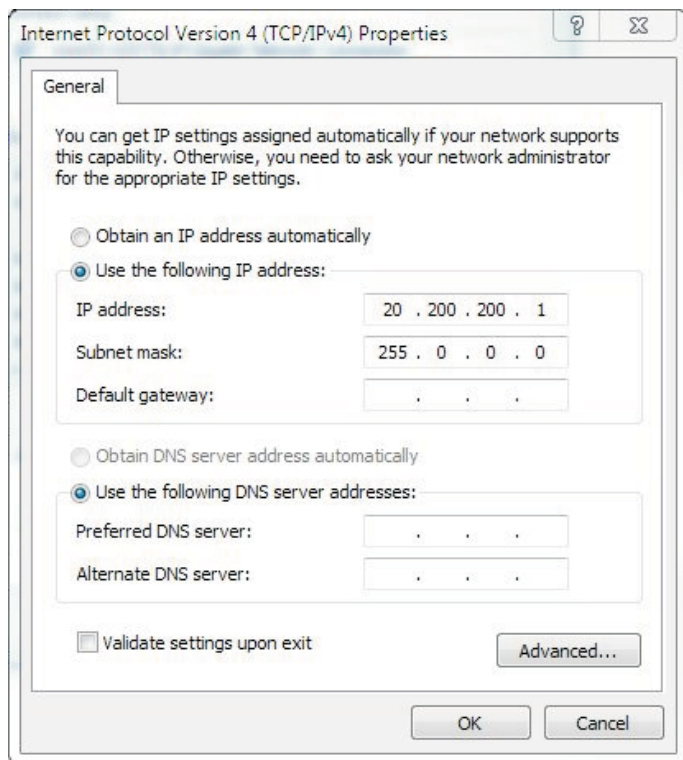 Internet Protocol Version 4 (TCP/IPv4) Properties
General
You can get IP settings assigned automatically if your network supports
this capability. Otherwise, you need to ask your network administrator
for the appropriate IP settings.
Obtain an IP address automatically
Use the following IP address:
IP address: 20 . 200 . 200 . 1
Subnet mask: 255 . 0 . 0 . 0
Default gateway: . . .
Obtain DNS server address automatically
Use the following DNS server addresses:
Preferred DNS server: . . .
Alternate DNS server: . . .
Validate settings upon exit
Advanced...
OK Cancel